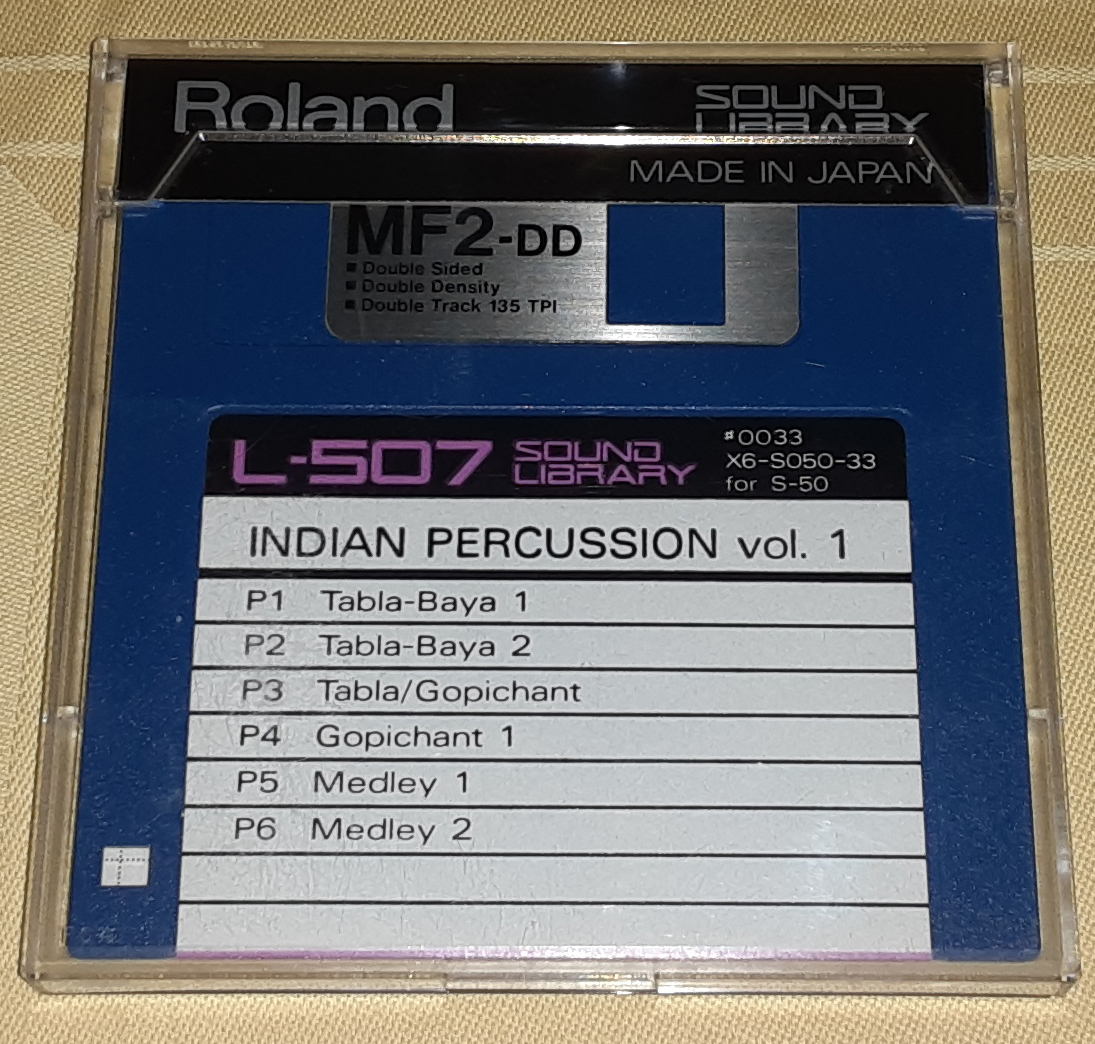 Roland
SOUND
LIBRARY
MADE IN JAPAN
MF2-DD
■ Double Sided
■ Double Density
■ Double Track 135 TPI
L-507
SOUND
LIBRARY
#0033
X6-S050-33
for S-50
INDIAN PERCUSSION vol. 1
P1 Tabla-Baya 1
P2 Tabla-Baya 2
P3 Tabla/Gopichant
P4 Gopichant 1
P5 Medley 1
P6 Medley 2